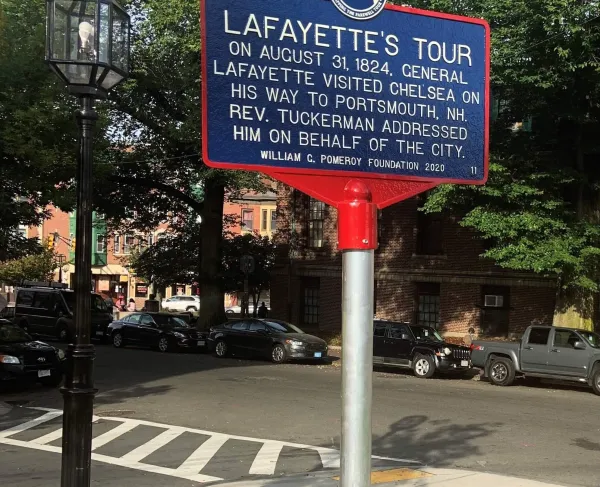 LAFAYETTE'S TOUR
ON AUGUST 31, 1824, GENERAL
LAFAYETTE VISITED CHELSEA ON
HIS WAY TO PORTSMOUTH, NH.
REV. TUCKERMAN ADDRESSED
HIM ON BEHALF OF THE CITY.
WILLIAM G. POMEROY FOUNDATION 2020 11